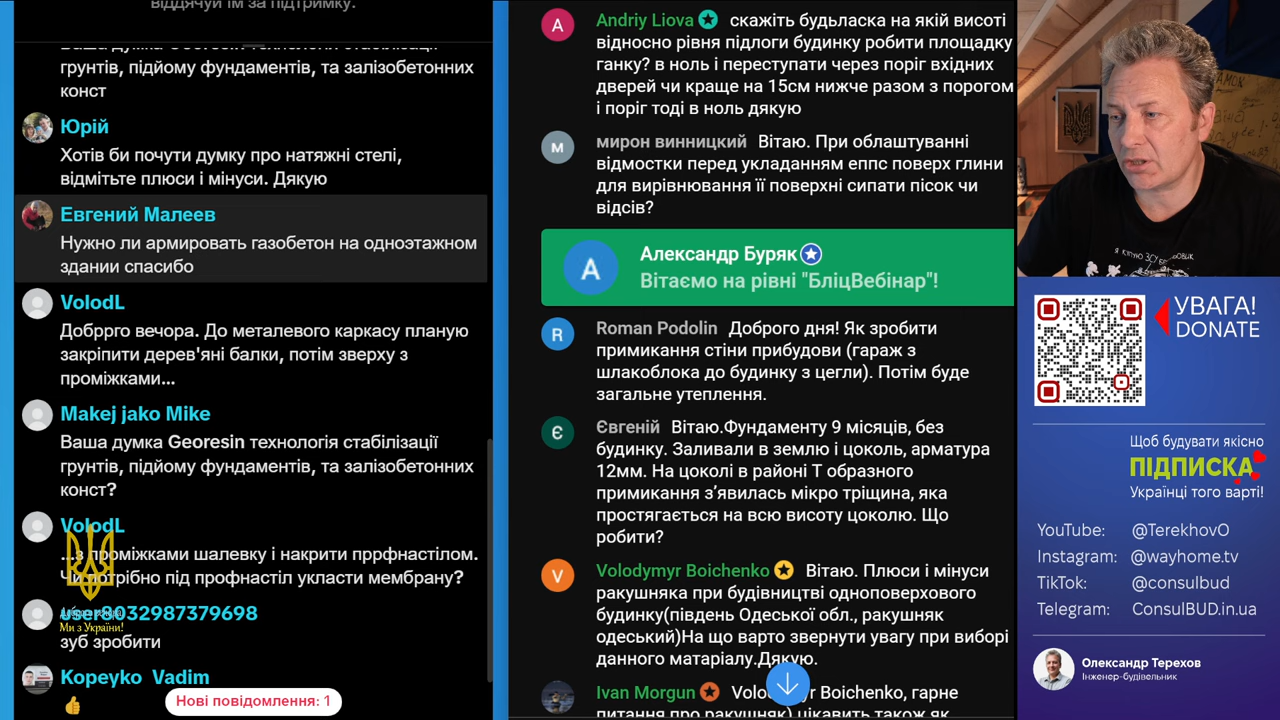 віддячуй їм за підтримку.
Ваша думка Georesin технологія стабілізації
грунтів, підйому фундаментів, та залізобетонних
конст
Юрій
Хотів би почути думку про натяжні стелі,
відмітьте плюси і мінуси. Дякую
Евгений Малеев
Нужно ли армировать газобетон на одноэтажном
здании спасибо
VolodL
Добррго вечора. До металевого каркасу планую
закріпити дерев'яні балки, потім зверху з
проміжками...
Makej jako Mike
Ваша думка Georesin технологія стабілізації
грунтів, підйому фундаментів, та залізобетонних
конст?
VolodL
...з проміжками шалевку і накрити пррфнастілом.
Чи потрібно під профнастіл укласти мембрану?
user8032987379698
Ми з України!
зуб зробити
Kopeyko Vadim
Нові повідомлення: 1
A
Andriy Liova скажіть будьласка на якій висоті
відносно рівня підлоги будинку робити площадку
ганку? в ноль і переступати через поріг вхідних
дверей чи краще на 15см нижче разом з порогом
і поріг тоді в ноль дякую
м
мирон винницкий Вітаю. При облаштуванні
відмостки перед укладанням еппс поверх глини
для вирівнювання її поверхні сипати пісок чи
відсів?
А
Александр Буряк
Вітаємо на рівні "БліцВебінар"!
R
Roman Podolin Доброго дня! Як зробити
примикання стіни прибудови (гараж з
шлакоблока до будинку з цегли). Потім буде
загальне утеплення.
Є
Євгеній Вітаю.Фундаменту 9 місяців, без
будинку. Заливали в землю і цоколь, арматура
12мм. На цоколі в районі Т образного
примикання з’явилась мікро тріщина, яка
простягається на всю висоту цоколю. Що
робити?
V
Volodymyr Boichenko Вітаю. Плюси і мінуси
ракушняка при будівництві одноповерхового
будинку(південь Одеської обл., ракушняк
одеський)На що варто звернути увагу при виборі
данного матаріалу.Дякую.
Ivan Morgun Volodymyr Boichenko, гарне
питання про ракушняк) цікавить також як
УВАГА!
DONATE
Щоб будувати якісно
ПІДПИСКА
Українці того варті!
YouTube: @TerekhovO
Instagram: @wayhome.tv
TikTok: @consulbud
Telegram: ConsulBUD.in.ua
Олександр Терехов
Інженер-будівельник